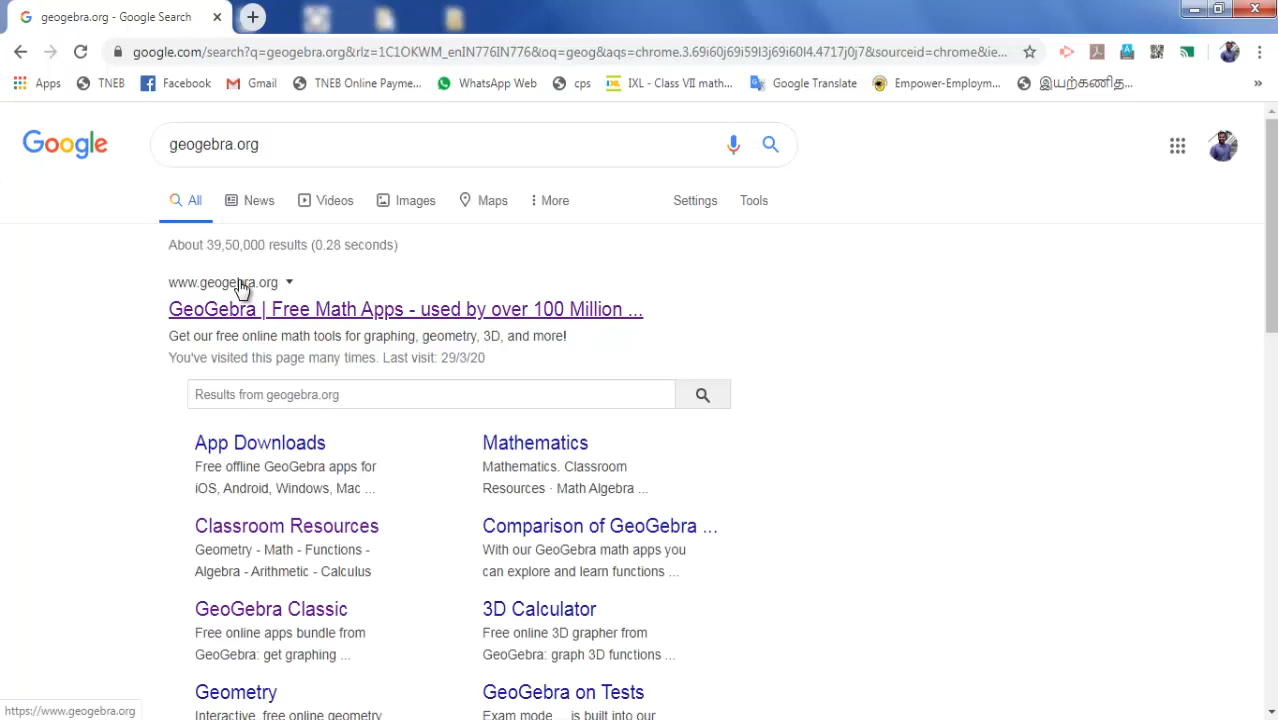 geogebra.org - Google Search
google.com/search?q=geogebra.org&rlz=1C1OKWM_enIN776IN776&oq=geog&aqs=chrome.3.69i60j69i59l3j69i60l4.4717j0j7&sourceid=chrome&ie...
Apps TNEB Facebook Gmail TNEB Online Payme... WhatsApp Web cps IXL - Class VII math... Google Translate Empower-Employm... இயற்கணித... »
Google geogebra.org
All News Videos Images Maps More Settings Tools
About 39,50,000 results (0.28 seconds)
www.geogebra.org
GeoGebra | Free Math Apps - used by over 100 Million ...
Get our free online math tools for graphing, geometry, 3D, and more!
You've visited this page many times. Last visit: 29/3/20
Results from geogebra.org
App Downloads
Free offline GeoGebra apps for
iOS, Android, Windows, Mac ...
Mathematics
Mathematics. Classroom
Resources · Math Algebra ...
Classroom Resources
Geometry - Math - Functions -
Algebra - Arithmetic - Calculus
Comparison of GeoGebra ...
With our GeoGebra math apps you
can explore and learn functions ...
GeoGebra Classic
Free online apps bundle from
GeoGebra: get graphing ...
3D Calculator
Free online 3D grapher from
GeoGebra: graph 3D functions ...
Geometry
Interactive, free online geometry
GeoGebra on Tests
Exam mode ... is built into our
https://www.geogebra.org